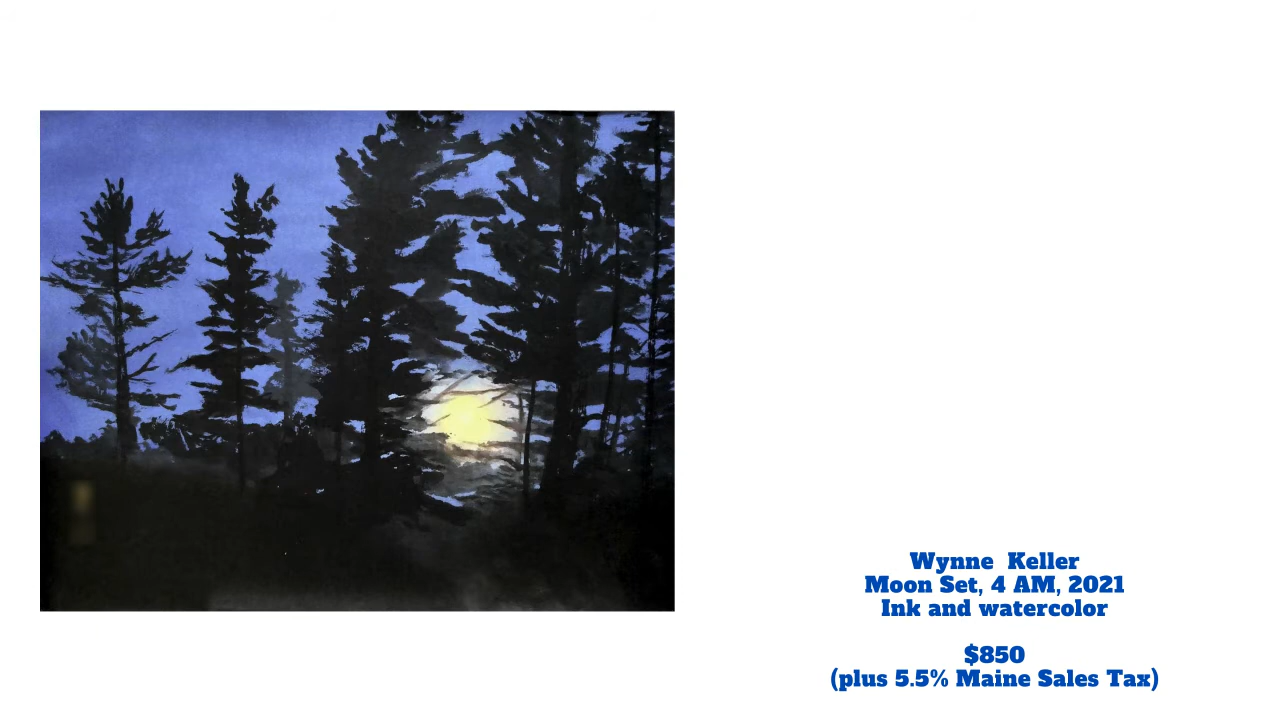 Wynne Keller
Moon Set, 4 AM, 2021
Ink and watercolor
$850
(plus 5.5% Maine Sales Tax)